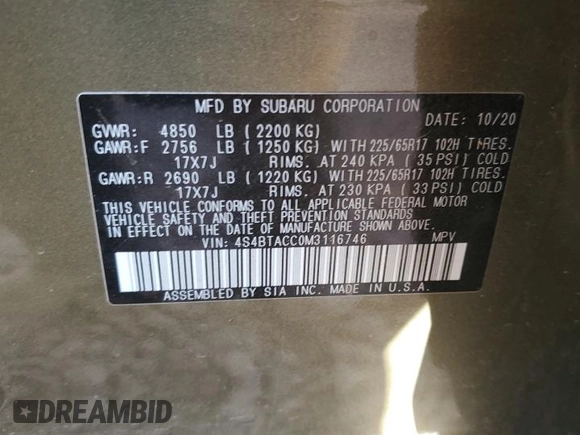 MFD BY SUBARU CORPORATION
GVWR: 4850 LB ( 2200 KG) DATE: 10/20
GAWR:F 2756 LB ( 1250 KG) WITH 225/65R17 102H TIRES.
17X7J RIMS. AT 240 KPA ( 35 PSI) COLD
GAWR:R 2690 LB ( 1220 KG) WITH 225/65R17 102H TIRES.
17X7J RIMS. AT 230 KPA ( 33 PSI) COLD
THIS VEHICLE CONFORMS TO ALL APPLICABLE FEDERAL MOTOR
VEHICLE SAFETY AND THEFT PREVENTION STANDARDS
IN EFFECT ON THE DATE OF MANUFACTURE SHOWN ABOVE.
VIN: 4S4BTACC0M3116746 MPV
ASSEMBLED BY SIA INC. MADE IN U.S.A.
DREAMBID